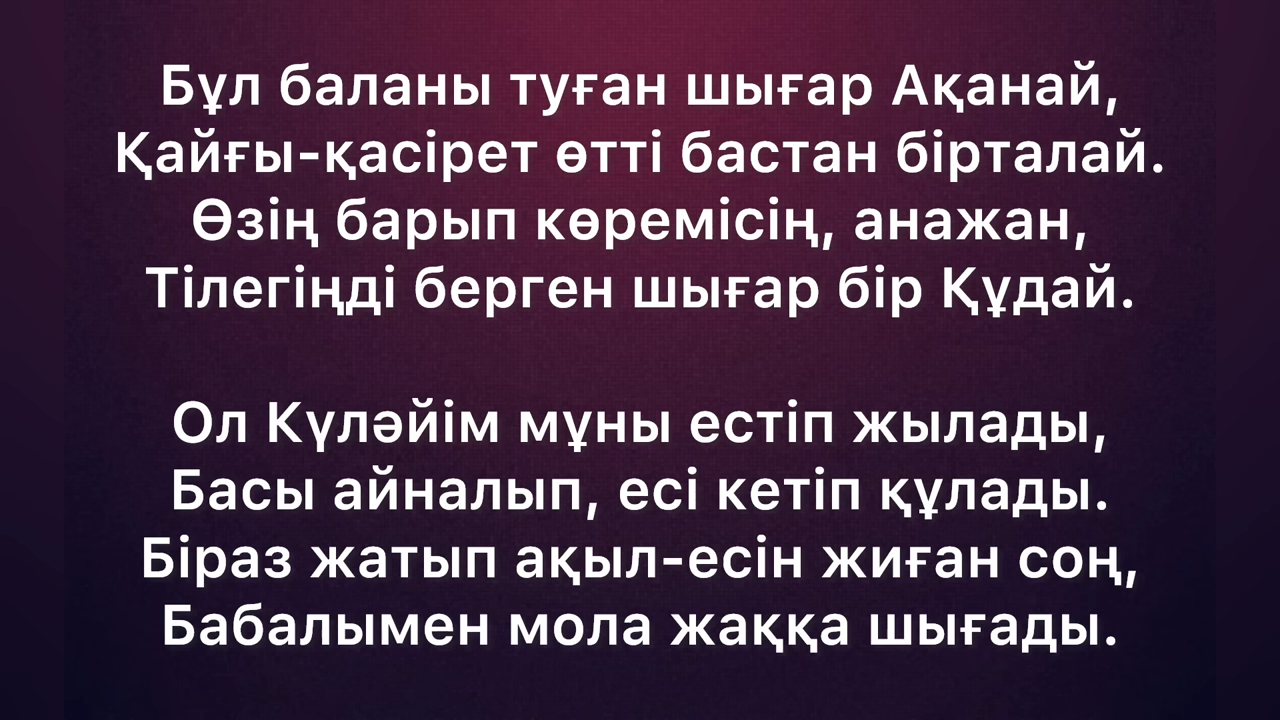 Бұл баланы туған шығар Ақанай,
Қайғы-қасірет өтті бастан бірталай.
Өзің барып көремісің, анажан,
Тілегіңді берген шығар бір Құдай.
Ол Күләйім мұны естіп жылады,
Басы айналып, есі кетіп құлады.
Біраз жатып ақыл-есін жиған соң,
Бабалымен мола жаққа шығады.